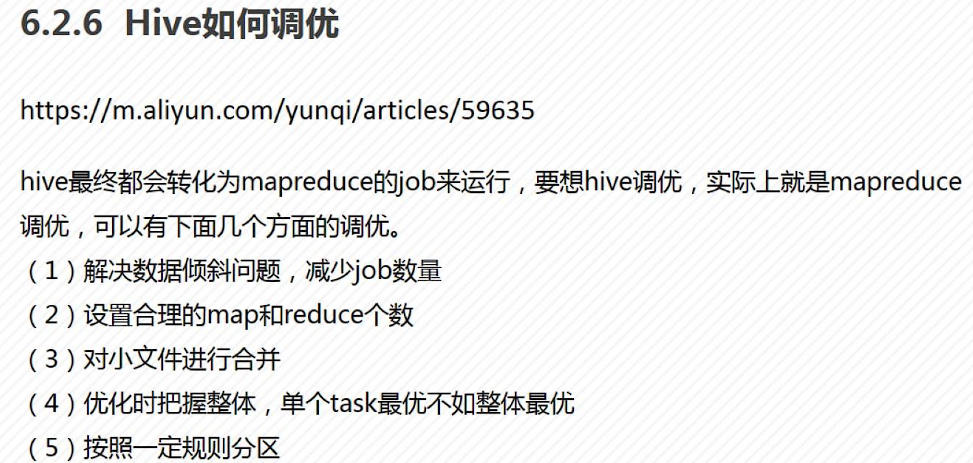 6.2.6 Hive如何调优
https://m.aliyun.com/yunqi/articles/59635
hive最终都会转化为mapreduce的job来运行，要想hive调优，实际上就是mapreduce
调优，可以有下面几个方面的调优。
（1）解决数据倾斜问题，减少job数量
（2）设置合理的map和reduce个数
（3）对小文件进行合并
（4）优化时把握整体，单个task最优不如整体最优
（5）按照一定规则分区